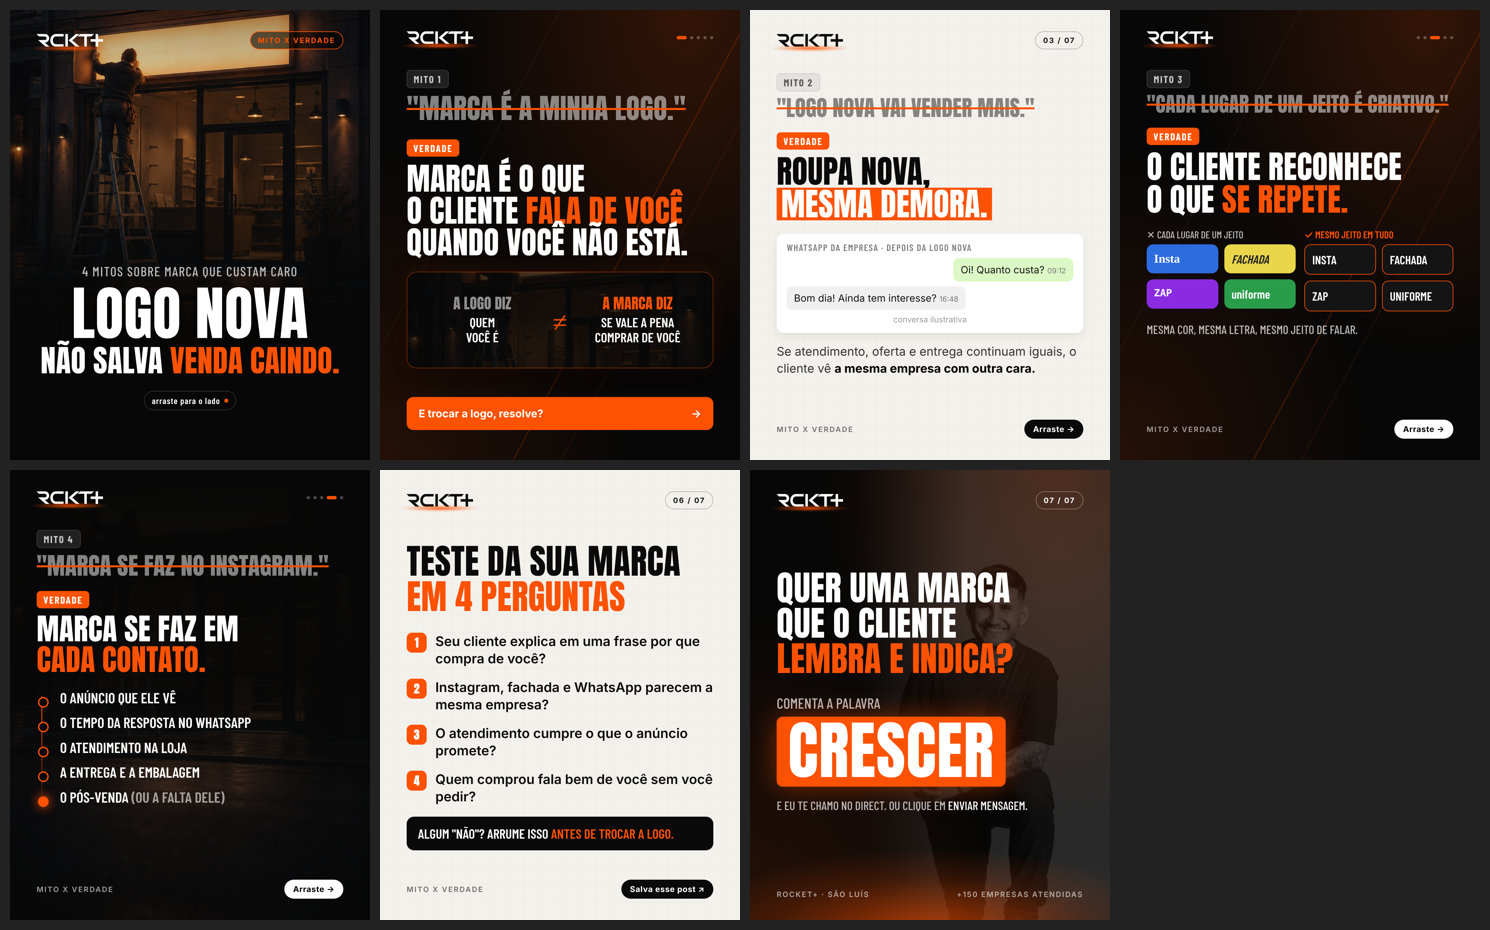 RCKT+
MITO X VERDADE
4 MITOS SOBRE MARCA QUE CUSTAM CARO
LOGO NOVA
NÃO SALVA VENDA CAINDO.
arraste para o lado
RCKT+
MITO 1
"MARCA É A MINHA LOGO."
VERDADE
MARCA É O QUE
O CLIENTE FALA DE VOCÊ
QUANDO VOCÊ NÃO ESTÁ.
A LOGO DIZ
QUEM
VOCÊ É
≠
A MARCA DIZ
SE VALE A PENA
COMPRAR DE VOCÊ
E trocar a logo, resolve? →
RCKT+
03 / 07
MITO 2
"LOGO NOVA VAI VENDER MAIS."
VERDADE
ROUPA NOVA,
MESMA DEMORA.
WHATSAPP DA EMPRESA · DEPOIS DA LOGO NOVA
Oi! Quanto custa? 09:12
Bom dia! Ainda tem interesse? 16:48
conversa ilustrativa
Se atendimento, oferta e entrega continuam iguais, o
cliente vê a mesma empresa com outra cara.
MITO X VERDADE
Arraste →
RCKT+
MITO 3
"CADA LUGAR DE UM JEITO É CRIATIVO."
VERDADE
O CLIENTE RECONHECE
O QUE SE REPETE.
✕ CADA LUGAR DE UM JEITO
Insta
FACHADA
ZAP
uniforme
✓ MESMO JEITO EM TUDO
INSTA
FACHADA
ZAP
UNIFORME
MESMA COR, MESMA LETRA, MESMO JEITO DE FALAR.
MITO X VERDADE
Arraste →
RCKT+
MITO 4
"MARCA SE FAZ NO INSTAGRAM."
VERDADE
MARCA SE FAZ EM
CADA CONTATO.
O ANÚNCIO QUE ELE VÊ
O TEMPO DA RESPOSTA NO WHATSAPP
O ATENDIMENTO NA LOJA
A ENTREGA E A EMBALAGEM
O PÓS-VENDA (OU A FALTA DELE)
MITO X VERDADE
Arraste →
RCKT+
06 / 07
TESTE DA SUA MARCA
EM 4 PERGUNTAS
1 Seu cliente explica em uma frase por que
compra de você?
2 Instagram, fachada e WhatsApp parecem a
mesma empresa?
3 O atendimento cumpre o que o anúncio
promete?
4 Quem comprou fala bem de você sem você
pedir?
ALGUM "NÃO"? ARRUME ISSO ANTES DE TROCAR A LOGO.
MITO X VERDADE
Salva esse post ↗
RCKT+
07 / 07
QUER UMA MARCA
QUE O CLIENTE
LEMBRA E INDICA?
COMENTA A PALAVRA
CRESCER
E EU TE CHAMO NO DIRECT. OU CLIQUE EM ENVIAR MENSAGEM.
ROCKET+ · SÃO LUÍS
+150 EMPRESAS ATENDIDAS